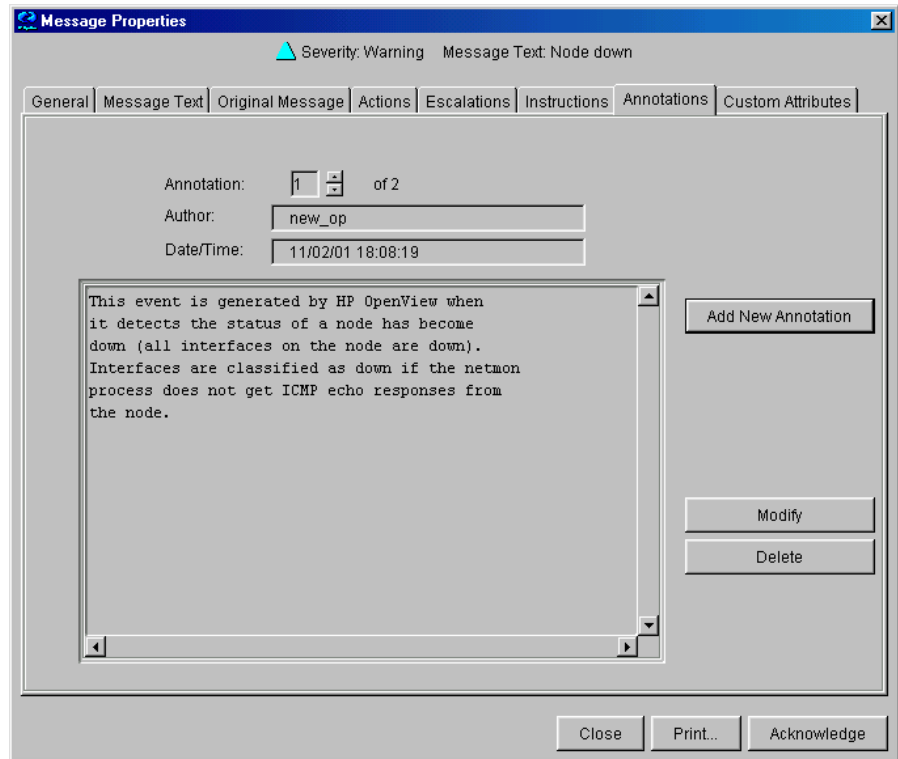 Message Properties
Severity: Warning Message Text: Node down
General Message Text Original Message Actions Escalations Instructions Annotations Custom Attributes
Annotation: 1 of 2
Author: new_op
Date/Time: 11/02/01 18:08:19
This event is generated by HP OpenView when
it detects the status of a node has become
down (all interfaces on the node are down).
Interfaces are classified as down if the netmon
process does not get ICMP echo responses from
the node.
Add New Annotation
Modify
Delete
Close Print... Acknowledge